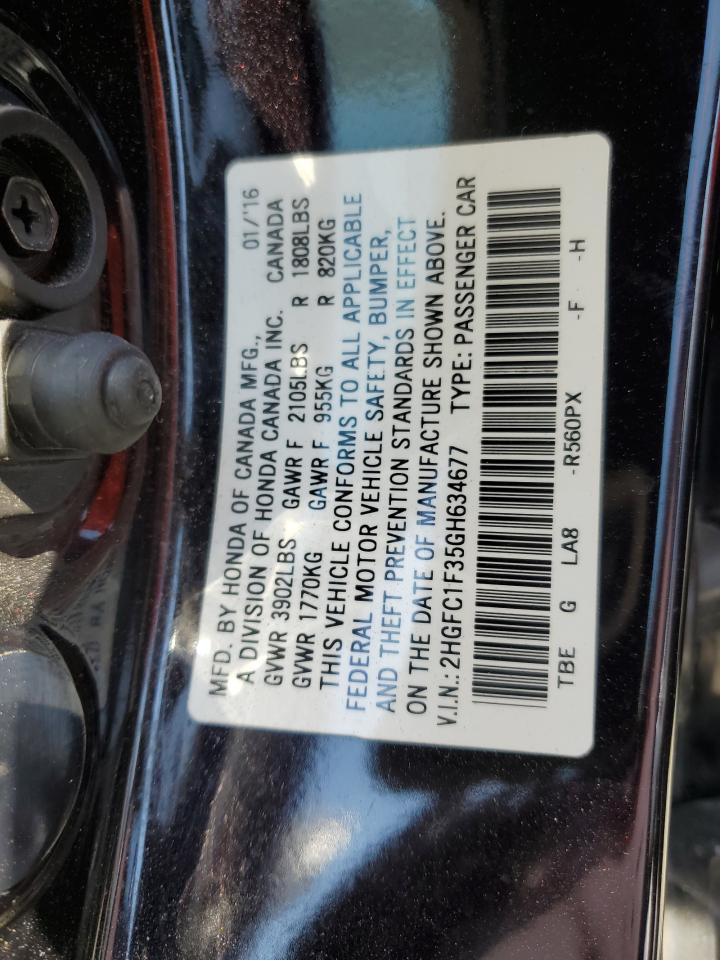 MFD. BY HONDA OF CANADA MFG., 01/'16
A DIVISION OF HONDA CANADA INC. CANADA
GVWR 3902LBS GAWR F 2105LBS R 1808LBS
GVWR 1770KG GAWR F 955KG R 820KG
THIS VEHICLE CONFORMS TO ALL APPLICABLE
FEDERAL MOTOR VEHICLE SAFETY, BUMPER,
AND THEFT PREVENTION STANDARDS IN EFFECT
ON THE DATE OF MANUFACTURE SHOWN ABOVE.
V.I.N.: 2HGFC1F35GH634677 TYPE: PASSENGER CAR
TBE G LA8 -R560PX -F -H